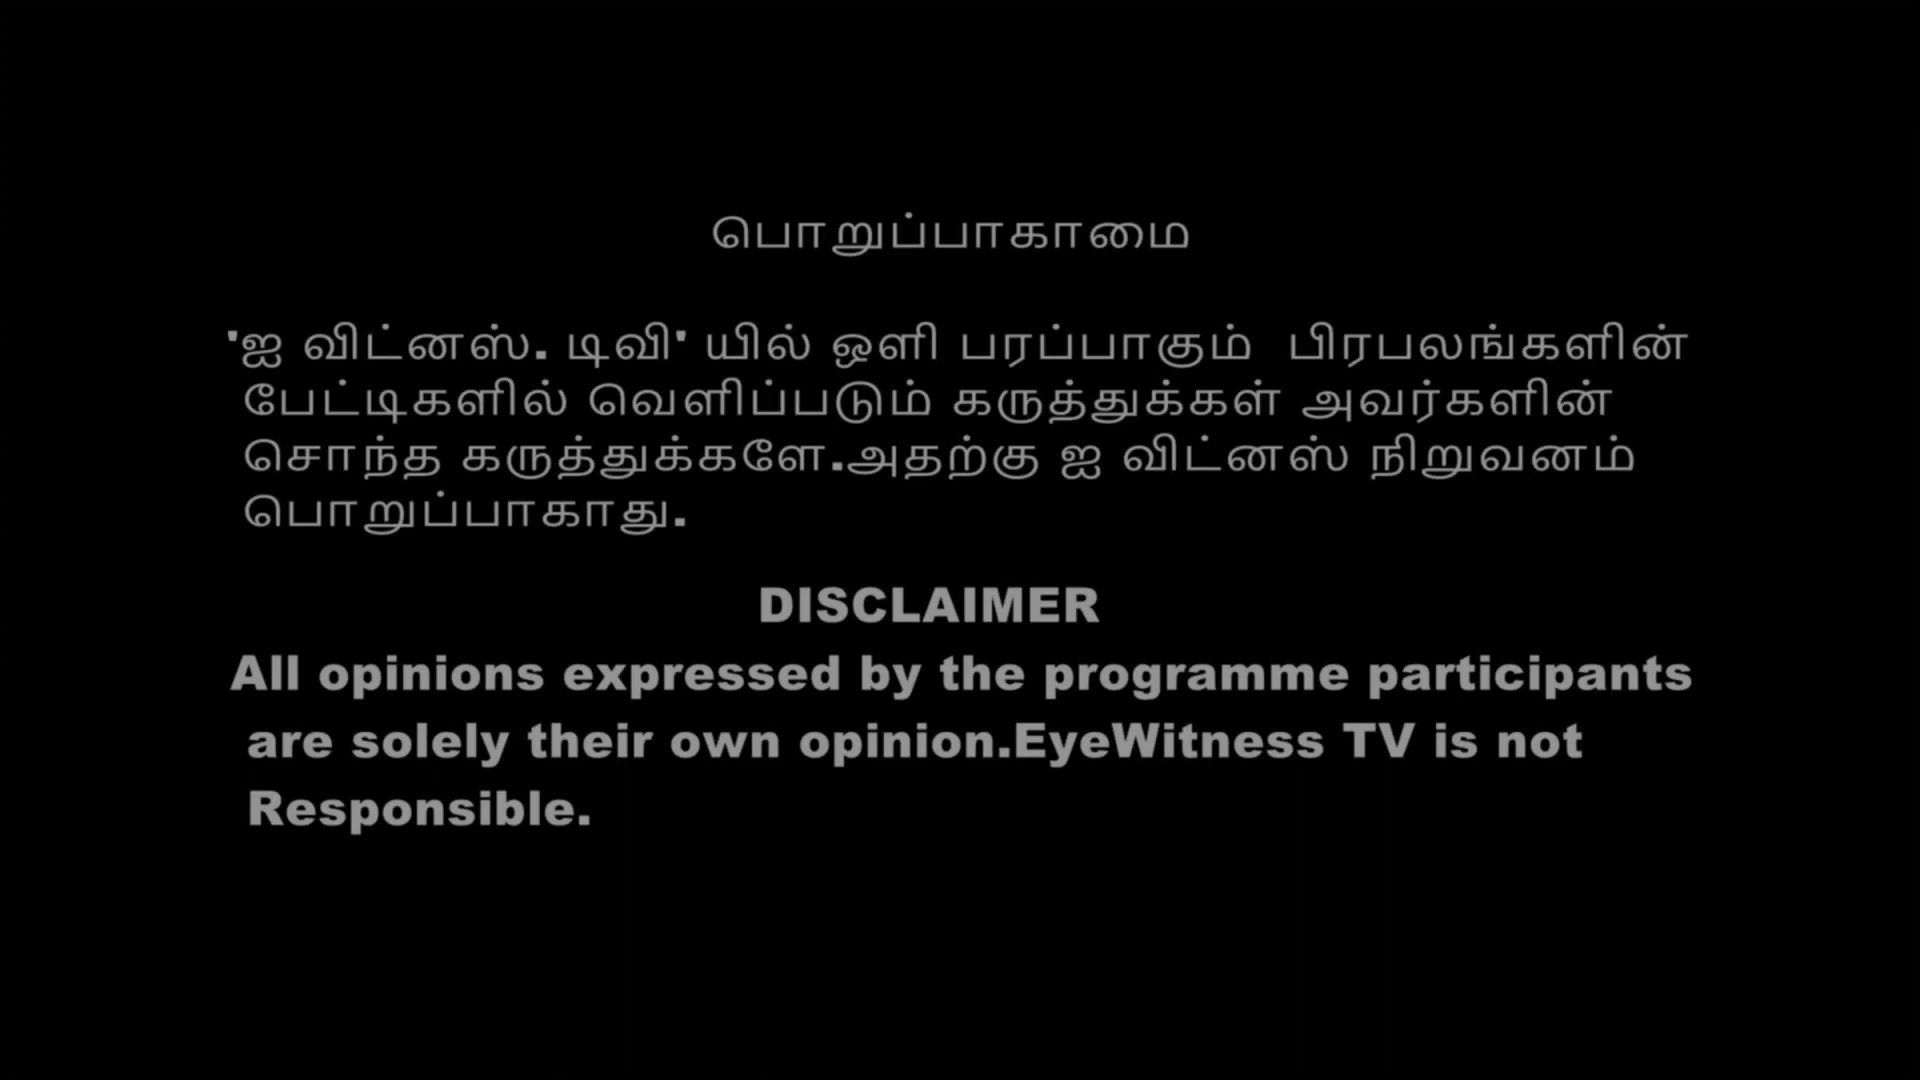 பொறுப்பாகாமை
'ஐ விட்னஸ். டிவி' யில் ஒளி பரப்பாகும் பிரபலங்களின்
பேட்டிகளில் வெளிப்படும் கருத்துக்கள் அவர்களின்
சொந்த கருத்துக்களே.அதற்கு ஐ விட்னஸ் நிறுவனம்
பொறுப்பாகாது.
DISCLAIMER
All opinions expressed by the programme participants
are solely their own opinion.EyeWitness TV is not
Responsible.